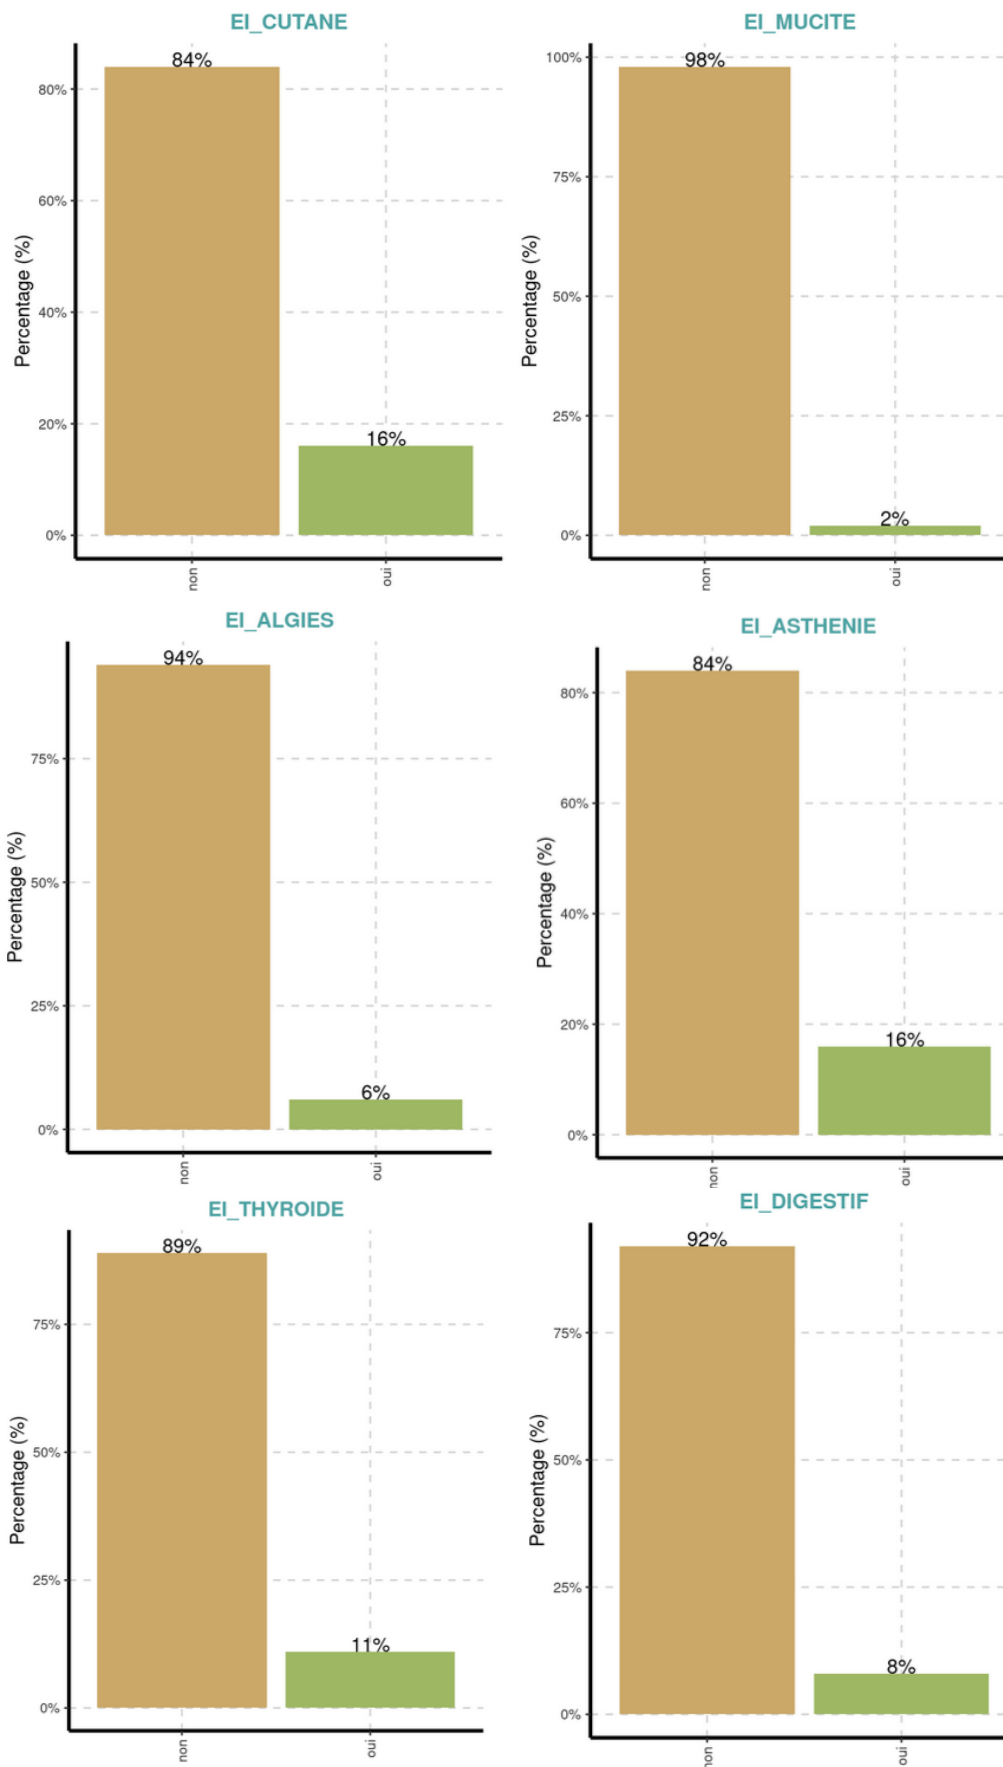 EI_CUTANE
84%
80%
60%
40%
20%
16%
0%
Percentage (%)
non
oui
EI_MUCITE
100%
98%
75%
50%
25%
2%
0%
Percentage (%)
non
oui
EI_ALGIES
94%
75%
50%
25%
6%
0%
Percentage (%)
non
oui
EI_ASTHENIE
84%
80%
60%
40%
20%
16%
0%
Percentage (%)
non
oui
EI_THYROIDE
89%
75%
50%
25%
11%
0%
Percentage (%)
non
oui
EI_DIGESTIF
92%
75%
50%
25%
8%
0%
Percentage (%)
non
oui